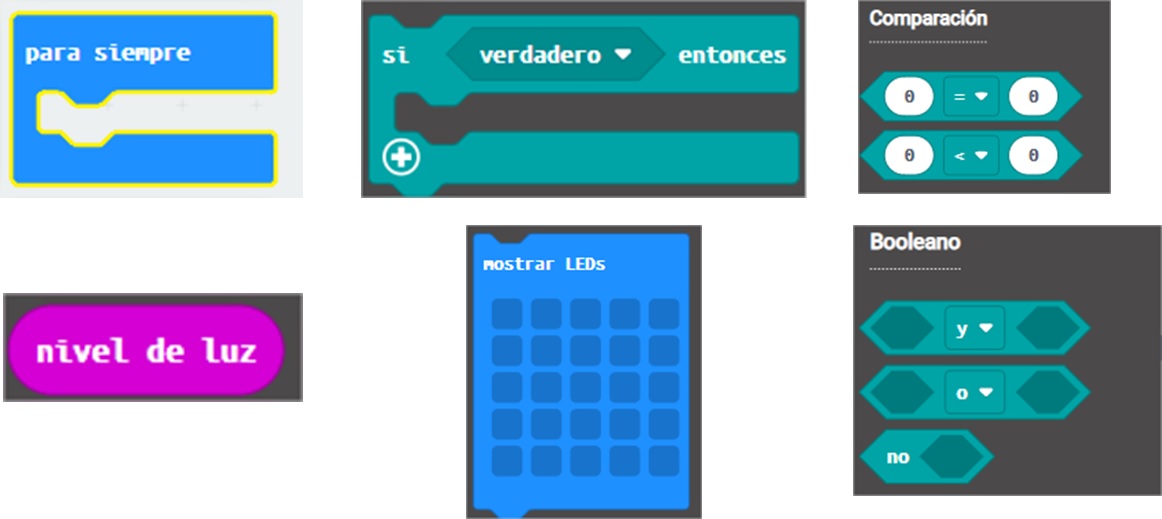 para siempre
si verdadero entonces
Comparación
0 = 0
0 < 0
nivel de luz
mostrar LEDs
Booleano
y
o
no